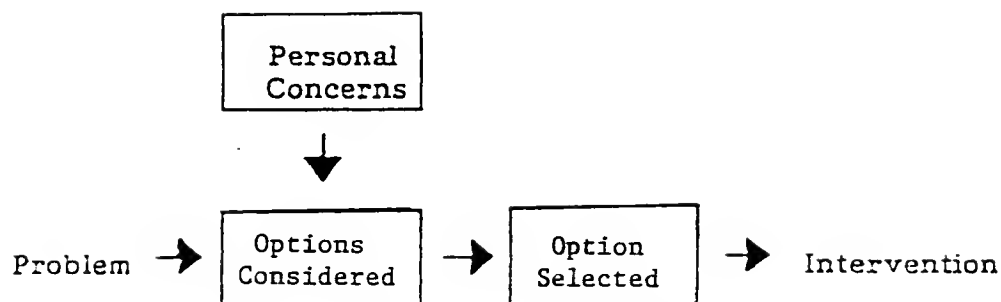 Personal
Concerns
Problem
Options
Considered
Option
Selected
Intervention